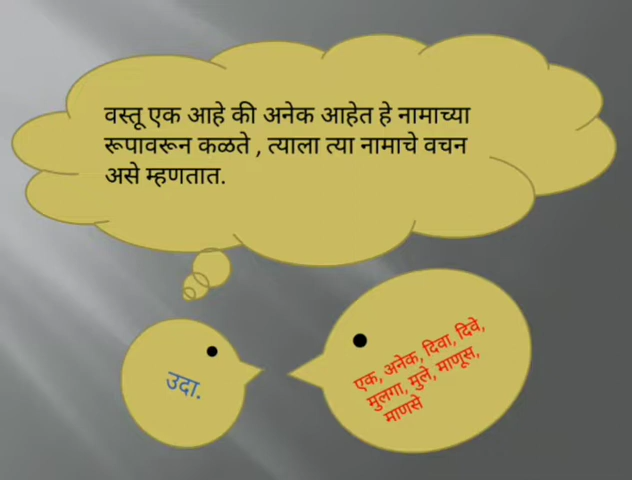 वस्तू एक आहे की अनेक आहेत हे नामाच्या
रूपावरून कळते , त्याला त्या नामाचे वचन
असे म्हणतात.
उदा.
एक, अनेक, दिवा, दिवे,
मुलगा, मुले, माणूस,
माणसे